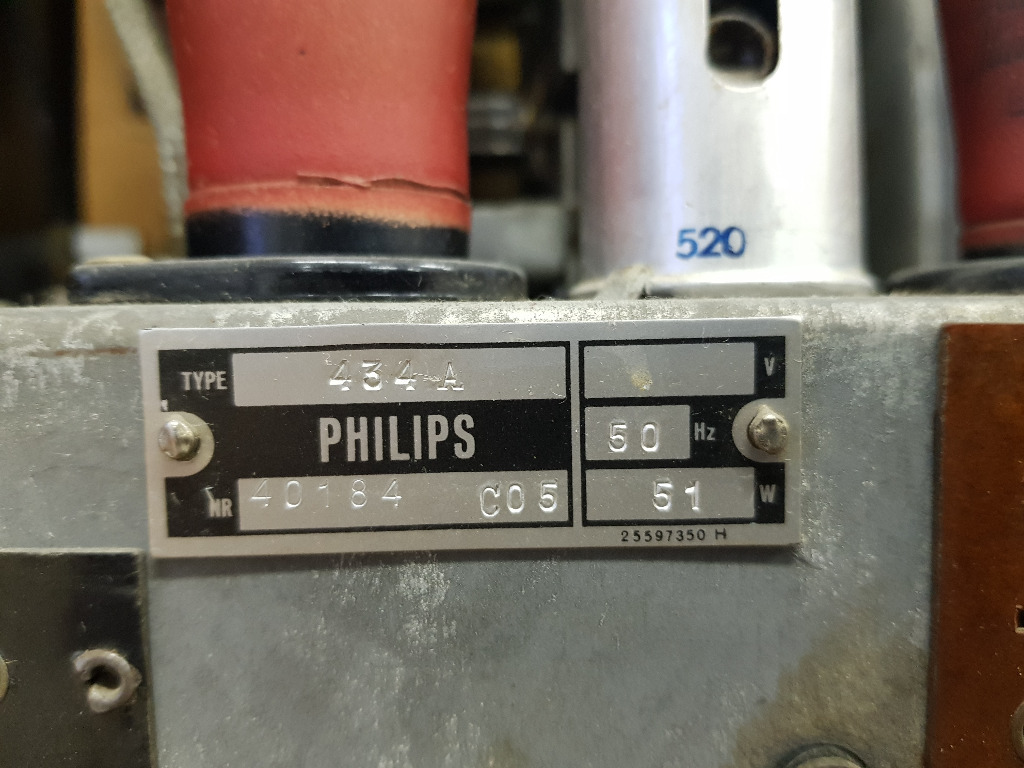 520
TYPE 434-A V
PHILIPS 50 Hz
NR 40184 C05 51 W
25597350 H